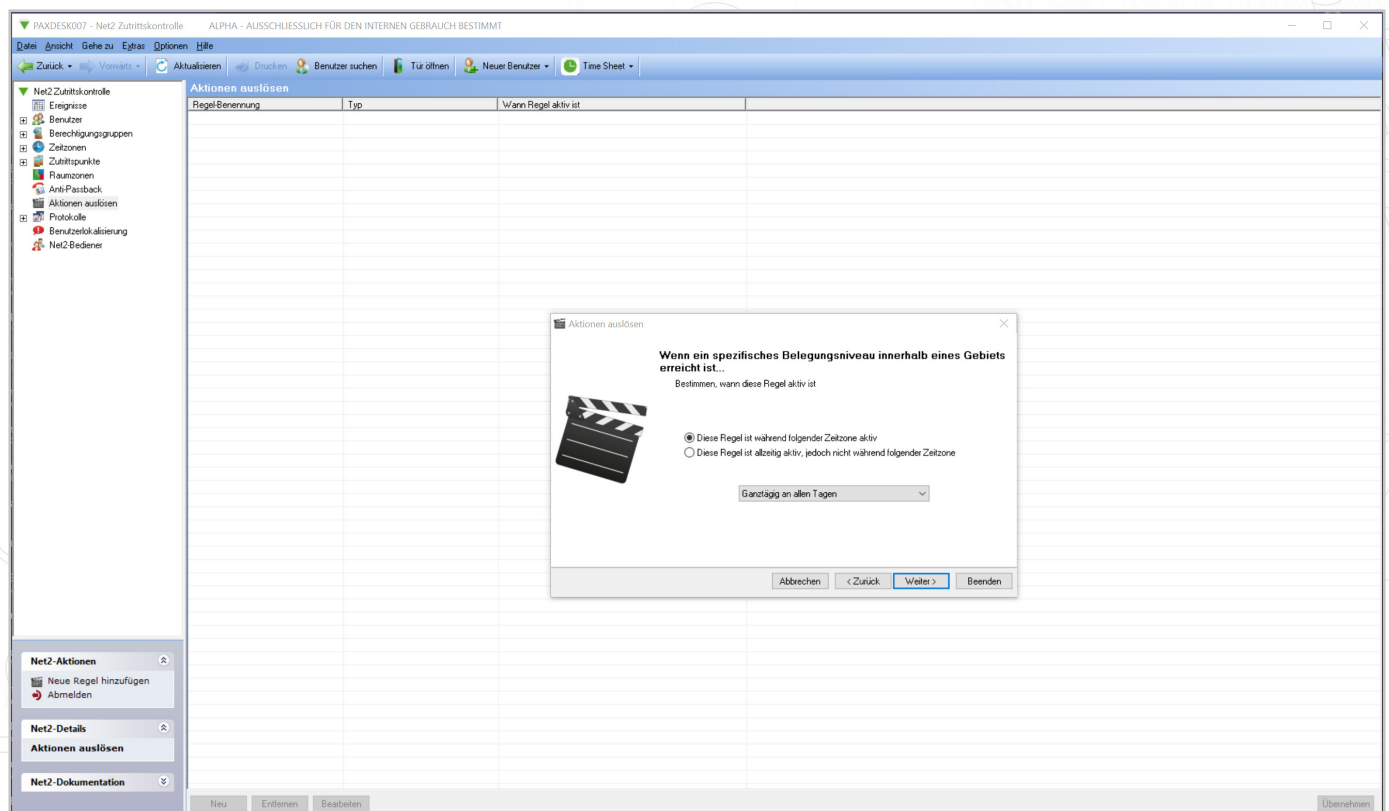 PAXDESK007 - Net2 Zutrittskontrolle ALPHA - AUSSCHLIESSLICH FÜR DEN INTERNEN GEBRAUCH BESTIMMT
Datei Ansicht Gehe zu Extras Optionen Hilfe
Zurück Vorwärts Aktualisieren Drucken Benutzer suchen Tür öffnen Neuer Benutzer Time Sheet
Net2 Zutrittskontrolle
Ereignisse
Benutzer
Berechtigungsgruppen
Zeitzonen
Zutrittspunkte
Raumzonen
Anti-Passback
Aktionen auslösen
Protokolle
Benutzerlokalisierung
Net2-Bediener
Aktionen auslösen
Regel-Benennung Typ Wann Regel aktiv ist
Aktionen auslösen
Wenn ein spezifisches Belegungsniveau innerhalb eines Gebiets
erreicht ist...
Bestimmen, wann diese Regel aktiv ist
Diese Regel ist während folgender Zeitzone aktiv
Diese Regel ist allzeitig aktiv, jedoch nicht während folgender Zeitzone
Ganztägig an allen Tagen
Abbrechen < Zurück Weiter > Beenden
Net2-Aktionen
Neue Regel hinzufügen
Abmelden
Net2-Details
Aktionen auslösen
Net2-Dokumentation
Neu Entfernen Bearbeiten Übernehmen